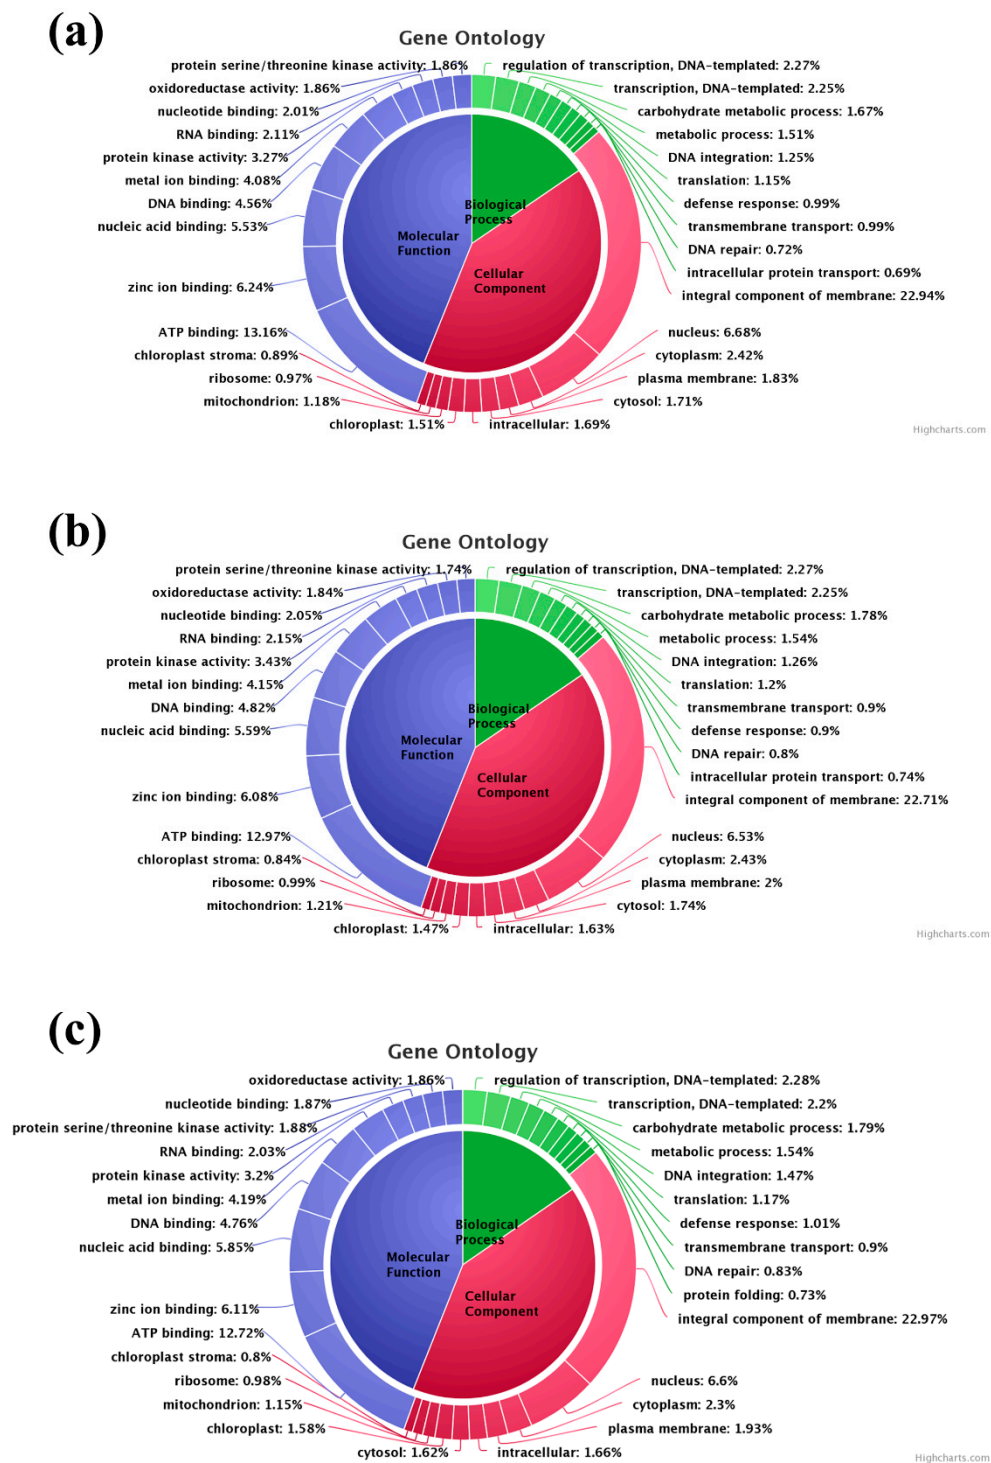 (a)
Gene Ontology
protein serine/threonine kinase activity: 1.86%
regulation of transcription, DNA-templated: 2.27%
oxidoreductase activity: 1.86%
transcription, DNA-templated: 2.25%
nucleotide binding: 2.01%
carbohydrate metabolic process: 1.67%
RNA binding: 2.11%
metabolic process: 1.51%
protein kinase activity: 3.27%
DNA integration: 1.25%
metal ion binding: 4.08%
translation: 1.15%
DNA binding: 4.56%
defense response: 0.99%
nucleic acid binding: 5.53%
transmembrane transport: 0.99%
DNA repair: 0.72%
intracellular protein transport: 0.69%
zinc ion binding: 6.24%
integral component of membrane: 22.94%
Biological
Process
Molecular
Function
Cellular
Component
ATP binding: 13.16%
nucleus: 6.68%
chloroplast stroma: 0.89%
cytoplasm: 2.42%
ribosome: 0.97%
plasma membrane: 1.83%
mitochondrion: 1.18%
cytosol: 1.71%
chloroplast: 1.51%
intracellular: 1.69%
Highcharts.com
(b)
Gene Ontology
protein serine/threonine kinase activity: 1.74%
regulation of transcription, DNA-templated: 2.27%
oxidoreductase activity: 1.84%
transcription, DNA-templated: 2.25%
nucleotide binding: 2.05%
carbohydrate metabolic process: 1.78%
RNA binding: 2.15%
metabolic process: 1.54%
protein kinase activity: 3.43%
DNA integration: 1.26%
metal ion binding: 4.15%
translation: 1.2%
DNA binding: 4.82%
transmembrane transport: 0.9%
nucleic acid binding: 5.59%
defense response: 0.9%
DNA repair: 0.8%
intracellular protein transport: 0.74%
zinc ion binding: 6.08%
integral component of membrane: 22.71%
Biological
Process
Molecular
Function
Cellular
Component
ATP binding: 12.97%
nucleus: 6.53%
chloroplast stroma: 0.84%
cytoplasm: 2.43%
ribosome: 0.99%
plasma membrane: 2%
mitochondrion: 1.21%
cytosol: 1.74%
chloroplast: 1.47%
intracellular: 1.63%
Highcharts.com
(c)
Gene Ontology
oxidoreductase activity: 1.86%
regulation of transcription, DNA-templated: 2.28%
nucleotide binding: 1.87%
transcription, DNA-templated: 2.2%
protein serine/threonine kinase activity: 1.88%
carbohydrate metabolic process: 1.79%
RNA binding: 2.03%
metabolic process: 1.54%
protein kinase activity: 3.2%
DNA integration: 1.47%
metal ion binding: 4.19%
translation: 1.17%
DNA binding: 4.76%
defense response: 1.01%
nucleic acid binding: 5.85%
transmembrane transport: 0.9%
DNA repair: 0.83%
protein folding: 0.73%
zinc ion binding: 6.11%
integral component of membrane: 22.97%
Biological
Process
Molecular
Function
Cellular
Component
ATP binding: 12.72%
chloroplast stroma: 0.8%
ribosome: 0.98%
nucleus: 6.6%
mitochondrion: 1.15%
cytoplasm: 2.3%
chloroplast: 1.58%
plasma membrane: 1.93%
cytosol: 1.62%
intracellular: 1.66%
Highcharts.com